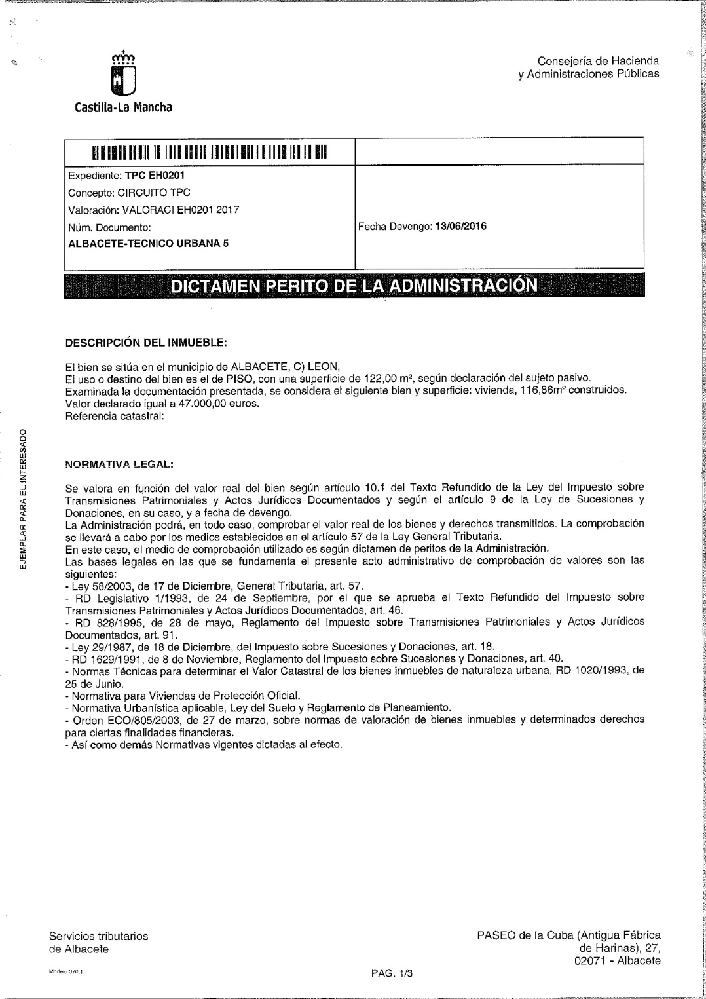 Consejería de Hacienda
y Administraciones Públicas
Castilla-La Mancha
Expediente: TPC EH0201
Concepto: CIRCUITO TPC
Valoración: VALORACI EH0201 2017
Núm. Documento:
ALBACETE-TECNICO URBANA 5
Fecha Devengo: 13/06/2016
DICTAMEN PERITO DE LA ADMINISTRACIÓN
DESCRIPCIÓN DEL INMUEBLE:
El bien se sitúa en el municipio de ALBACETE, C) LEON,
El uso o destino del bien es el de PISO, con una superficie de 122,00 m², según declaración del sujeto pasivo.
Examinada la documentación presentada, se considera el siguiente bien y superficie: vivienda, 116,86m² construidos.
Valor declarado igual a 47.000,00 euros.
Referencia catastral:
EJEMPLAR PARA EL INTERESADO
NORMATIVA LEGAL:
Se valora en función del valor real del bien según artículo 10.1 del Texto Refundido de la Ley del Impuesto sobre
Transmisiones Patrimoniales y Actos Jurídicos Documentados y según el artículo 9 de la Ley de Sucesiones y
Donaciones, en su caso, y a fecha de devengo.
La Administración podrá, en todo caso, comprobar el valor real de los bienes y derechos transmitidos. La comprobación
se llevará a cabo por los medios establecidos en el artículo 57 de la Ley General Tributaria.
En este caso, el medio de comprobación utilizado es según dictamen de peritos de la Administración.
Las bases legales en las que se fundamenta el presente acto administrativo de comprobación de valores son las
siguientes:
- Ley 58/2003, de 17 de Diciembre, General Tributaria, art. 57.
- RD Legislativo 1/1993, de 24 de Septiembre, por el que se aprueba el Texto Refundido del Impuesto sobre
Transmisiones Patrimoniales y Actos Jurídicos Documentados, art. 46.
- RD 828/1995, de 28 de mayo, Reglamento del Impuesto sobre Transmisiones Patrimoniales y Actos Jurídicos
Documentados, art. 91.
- Ley 29/1987, de 18 de Diciembre, del Impuesto sobre Sucesiones y Donaciones, art. 18.
- RD 1629/1991, de 8 de Noviembre, Reglamento del Impuesto sobre Sucesiones y Donaciones, art. 40.
- Normas Técnicas para determinar el Valor Catastral de los bienes inmuebles de naturaleza urbana, RD 1020/1993, de
25 de Junio.
- Normativa para Viviendas de Protección Oficial.
- Normativa Urbanística aplicable, Ley del Suelo y Reglamento de Planeamiento.
- Orden ECO/805/2003, de 27 de marzo, sobre normas de valoración de bienes inmuebles y determinados derechos
para ciertas finalidades financieras.
- Así como demás Normativas vigentes dictadas al efecto.
Servicios tributarios
de Albacete
PASEO de la Cuba (Antigua Fábrica
de Harinas), 27,
02071 - Albacete
Modelo 070.1
PAG. 1/3